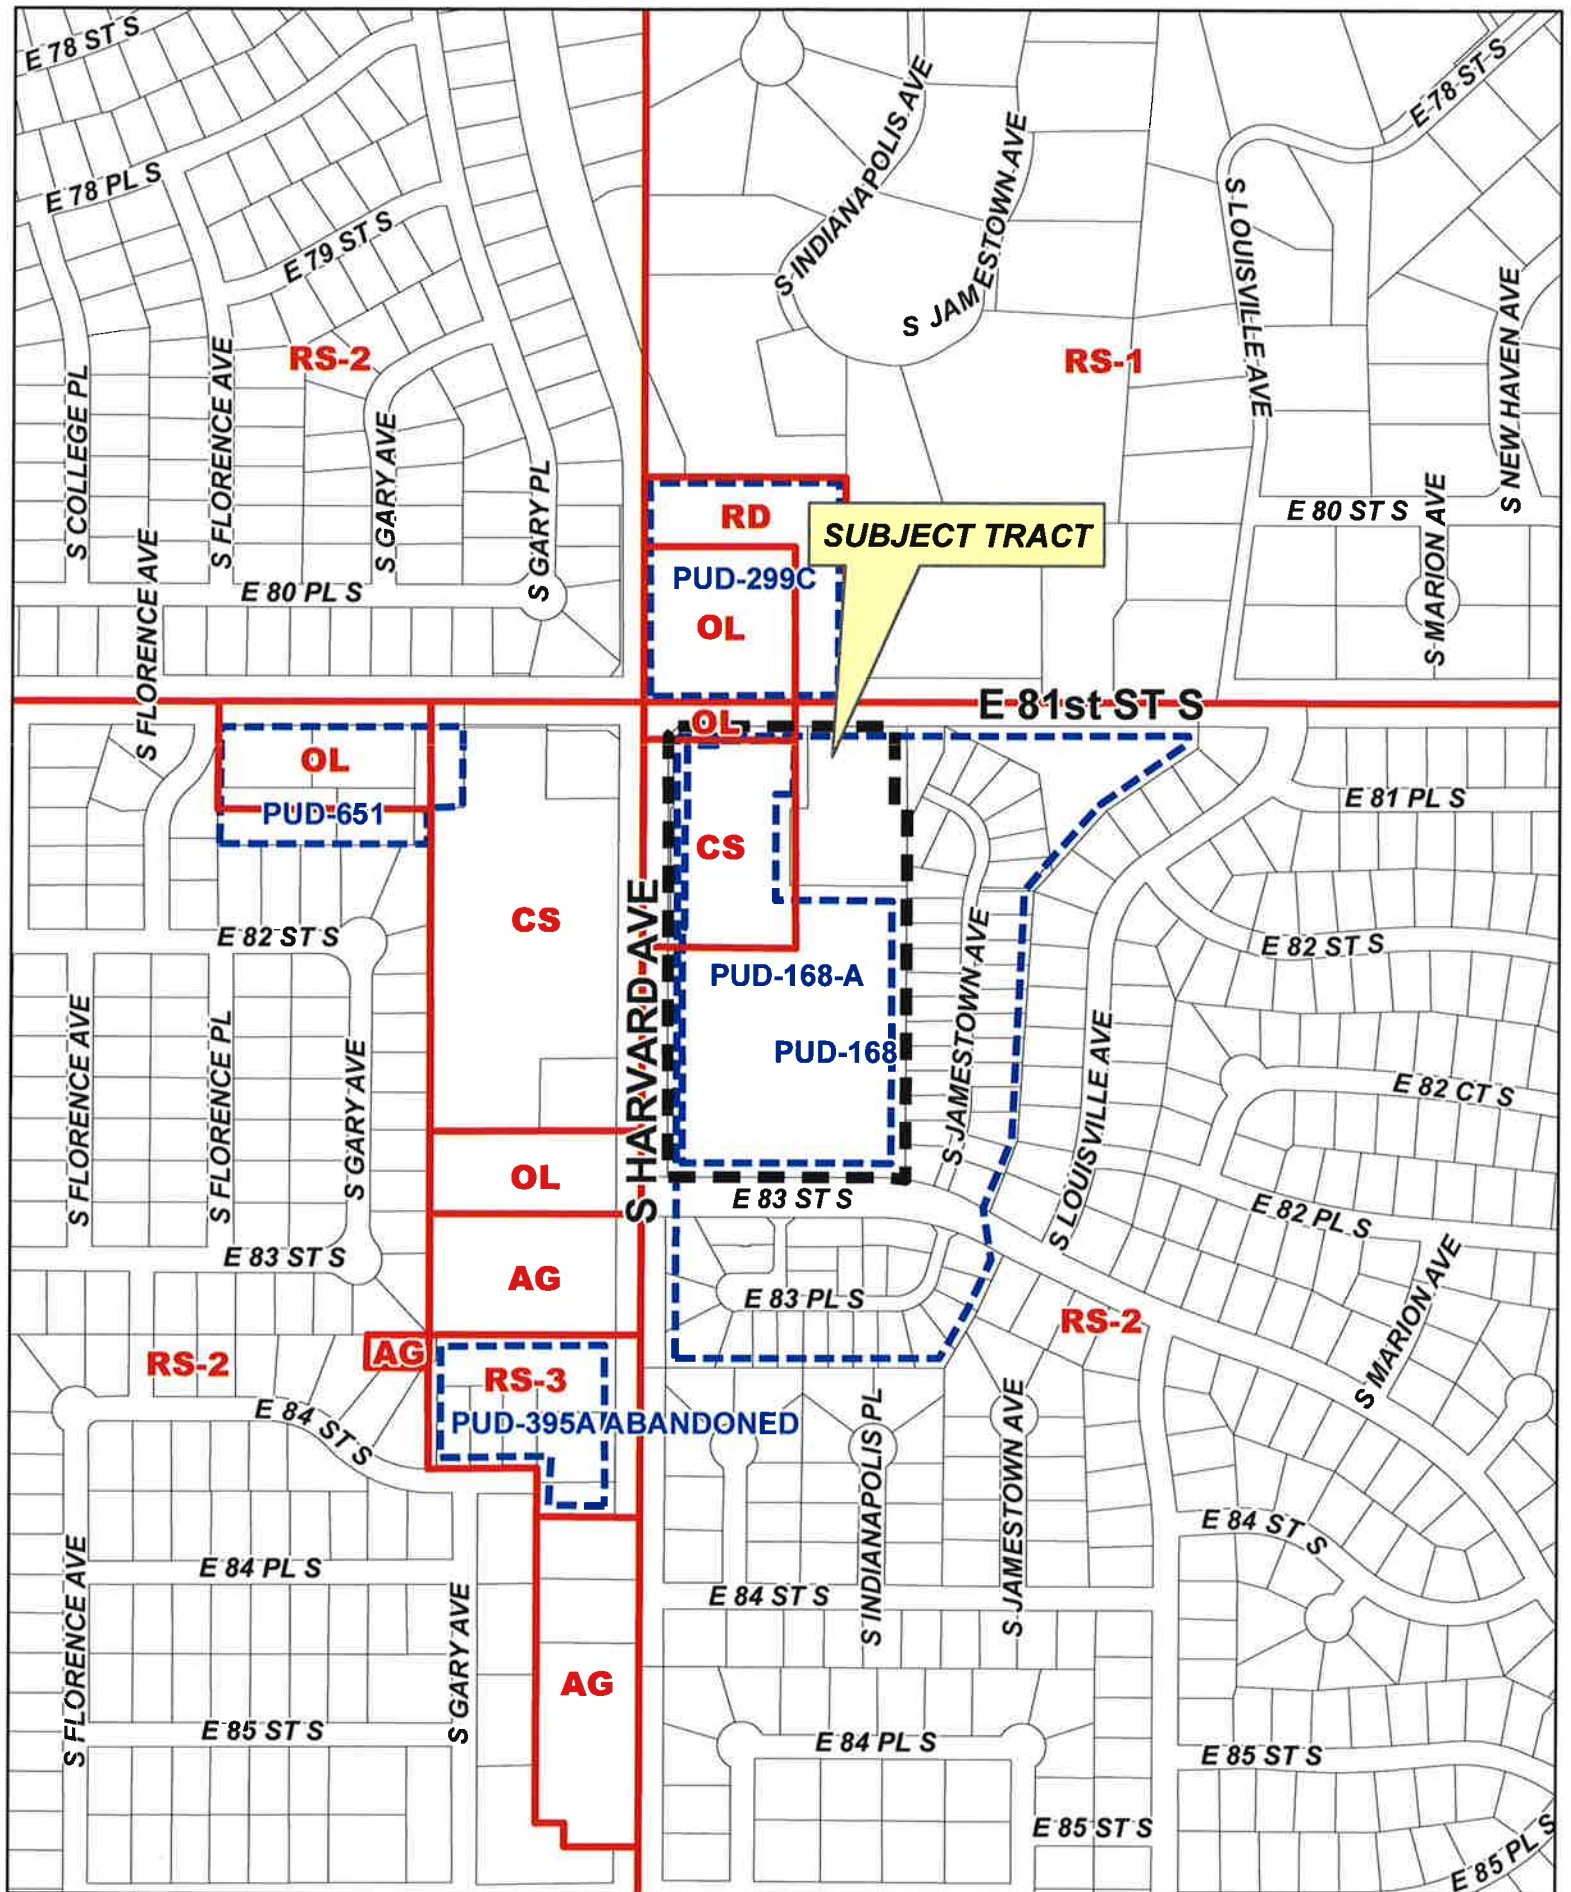 E 78 ST S
E 78 ST S
S INDIANAPOLIS AVE
S JAMESTOWN AVE
E 78 PL S
E 79 ST S
S LOUISVILLE AVE
S NEW HAVEN AVE
RS-2
RS-1
S COLLEGE PL
S FLORENCE AVE
S GARY AVE
S GARY PL
S FLORENCE AVE
RD
SUBJECT TRACT
E 80 ST S
S MARION AVE
PUD-299C
E 80 PL S
OL
E 81st ST S
OL
OL
PUD-651
E 81 PL S
CS
CS
E 82 ST S
E 82 ST S
PUD-168-A
PUD-168
S HARVARD AVE
S FLORENCE AVE
S FLORENCE PL
S GARY AVE
S JAMESTOWN AVE
S LOUISVILLE AVE
E 82 CT S
OL
E 83 ST S
E 82 PL S
E 83 ST S
AG
E 83 PL S
RS-2
S MARION AVE
RS-2
AG
RS-3
E 84 ST S
PUD-395A ABANDONED
S INDIANAPOLIS PL
S JAMESTOWN AVE
E 84 ST S
S FLORENCE AVE
E 84 PL S
S GARY AVE
E 84 ST S
AG
E 85 ST S
E 84 PL S
E 85 ST S
E 85 ST S
E 85 PL S